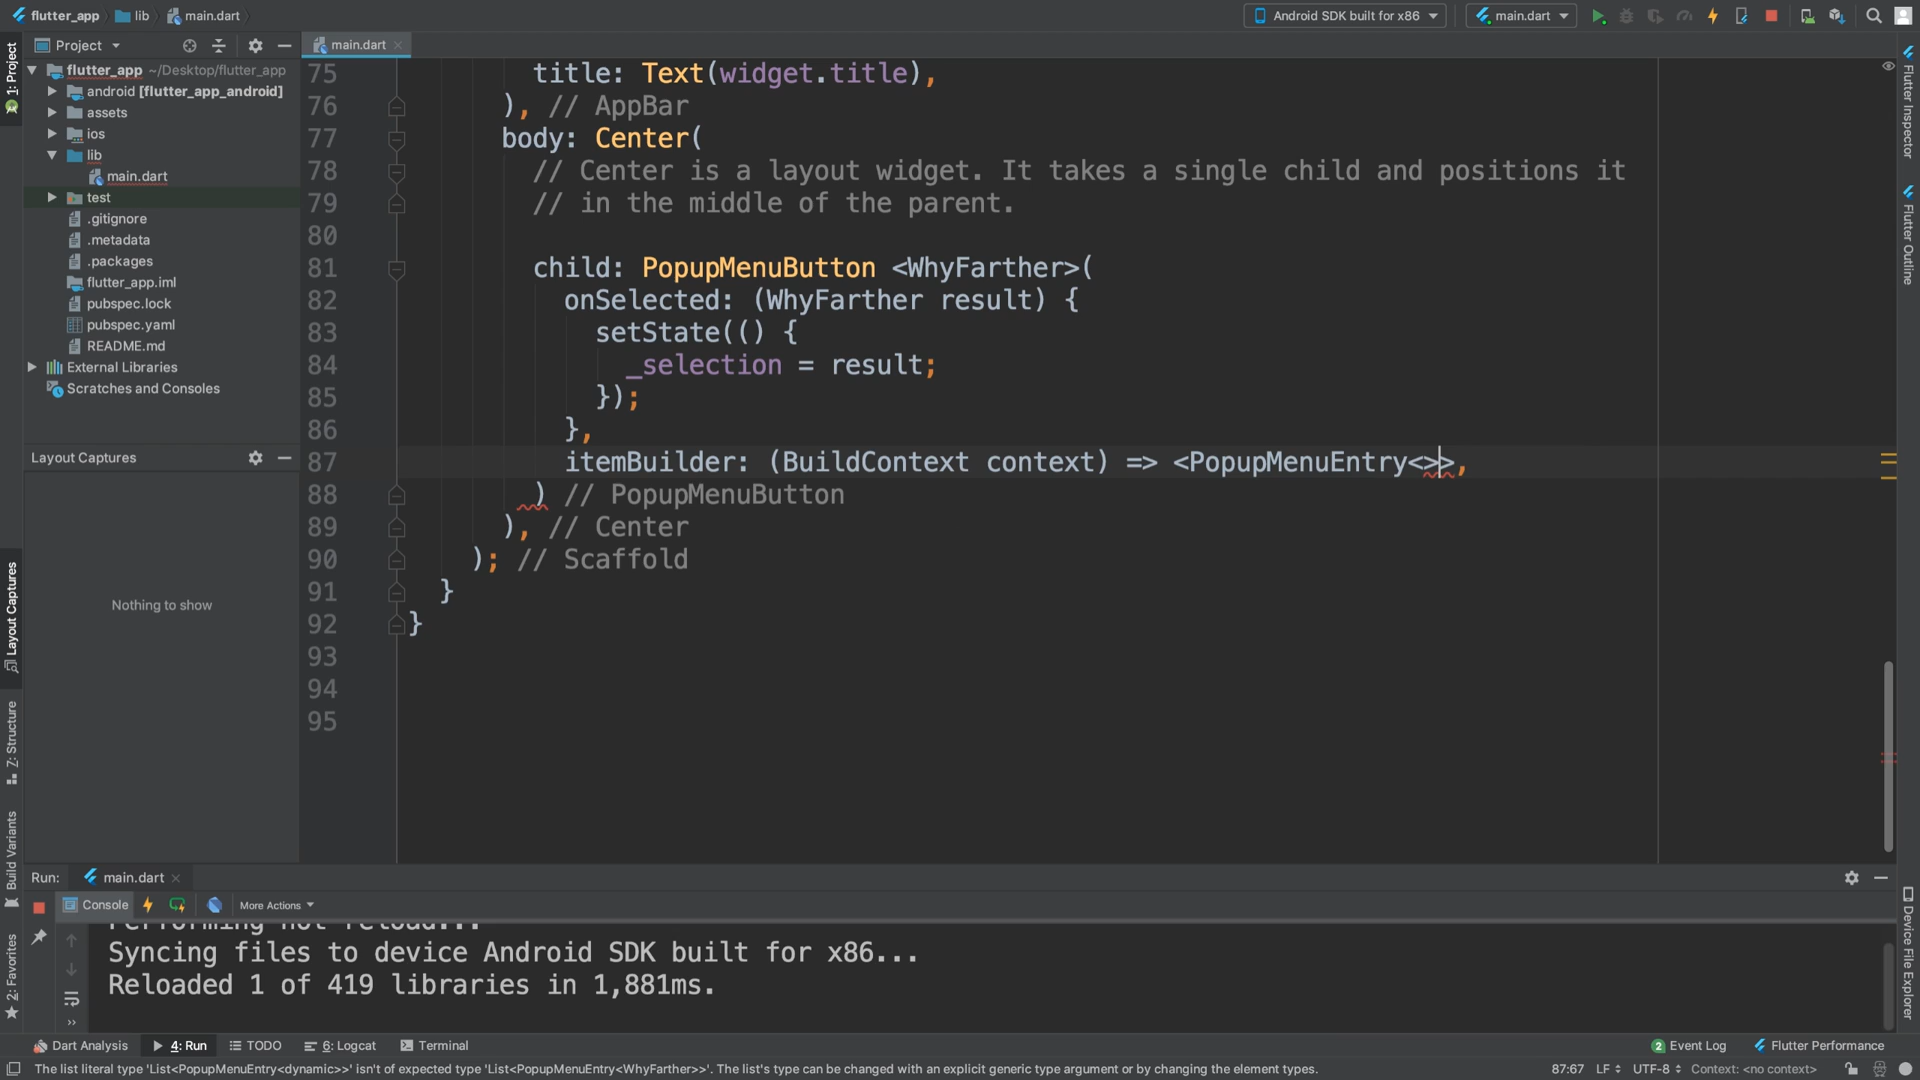 flutter_app lib main.dart
Android SDK built for x86 main.dart
Project
main.dart
1: Project
flutter_app ~/Desktop/flutter_app
android [flutter_app_android]
assets
ios
lib
main.dart
test
.gitignore
.metadata
.packages
flutter_app.iml
pubspec.lock
pubspec.yaml
README.md
External Libraries
Scratches and Consoles
Layout Captures
Nothing to show
Layout Captures
Z: Structure
Build Variants
2: Favorites
75 title: Text(widget.title),
76 ), // AppBar
77 body: Center(
78 // Center is a layout widget. It takes a single child and positions it
79 // in the middle of the parent.
80
81 child: PopupMenuButton <WhyFarther>(
82 onSelected: (WhyFarther result) {
83 setState(() {
84 _selection = result;
85 });
86 },
87 itemBuilder: (BuildContext context) => <PopupMenuEntry<>>,
88 ) // PopupMenuButton
89 ), // Center
90 ); // Scaffold
91 }
92 }
93
94
95
Flutter Inspector
Flutter Outline
Device File Explorer
Run: main.dart
Console More Actions
Performing hot reload...
Syncing files to device Android SDK built for x86...
Reloaded 1 of 419 libraries in 1,881ms.
Dart Analysis 4: Run TODO 6: Logcat Terminal 2 Event Log Flutter Performance
The list literal type 'List<PopupMenuEntry<dynamic>>' isn't of expected type 'List<PopupMenuEntry<WhyFarther>>'. The list's type can be changed with an explicit generic type argument or by changing the element types. 87:67 LF UTF-8 Context: <no context>